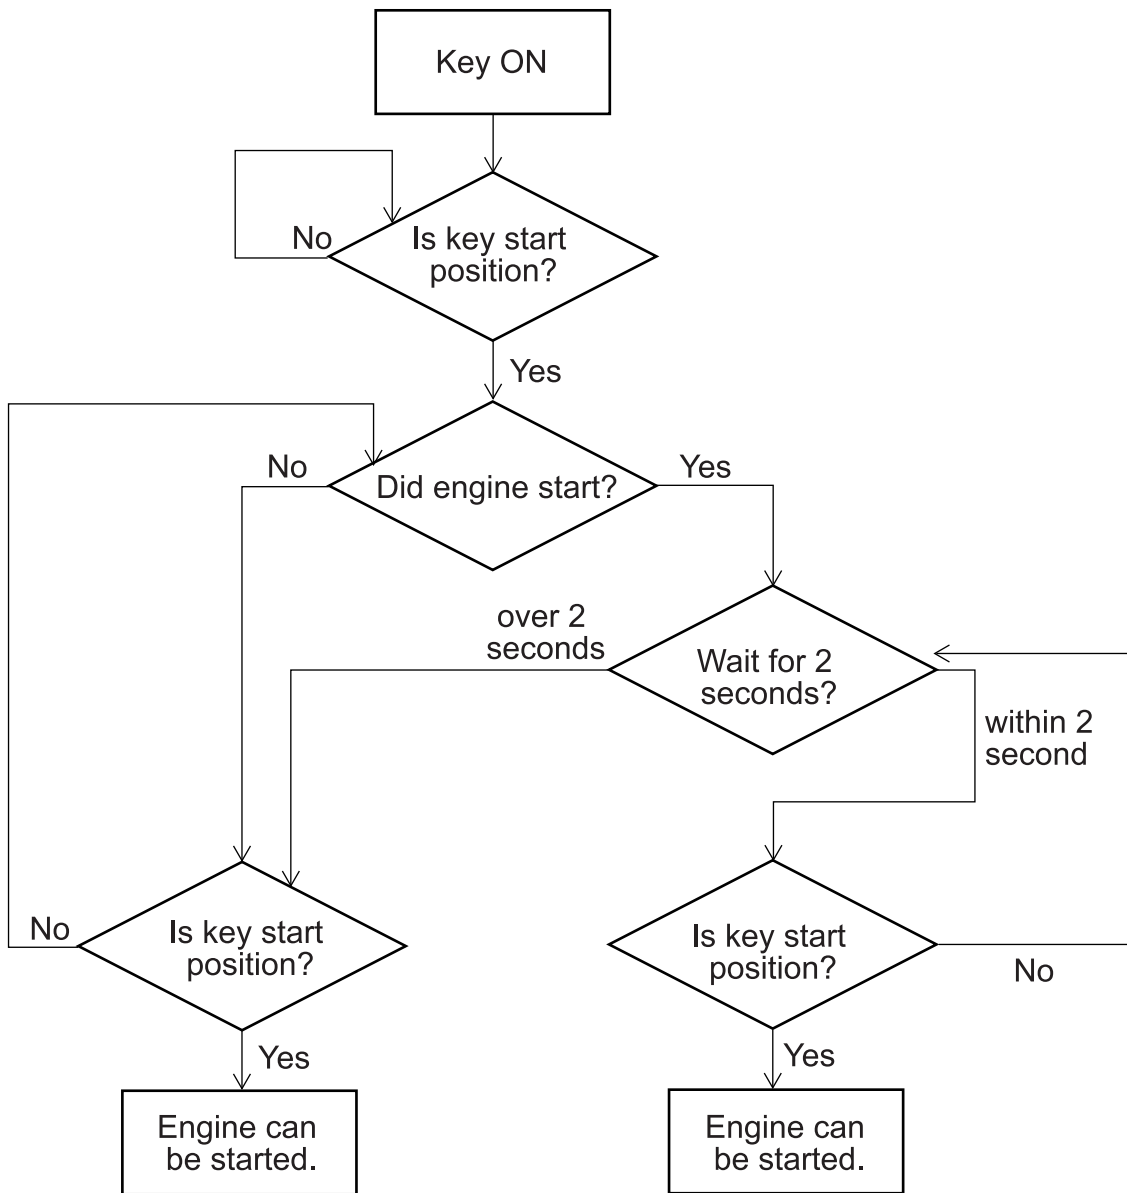 Key ON
No
Is key start
position?
Yes
No
Did engine start?
Yes
over 2
seconds
Wait for 2
seconds?
within 2
second
No
Is key start
position?
Is key start
position?
No
Yes
Yes
Engine can
be started.
Engine can
be started.